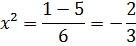 x² = (1 − 5)/6 = −2/3